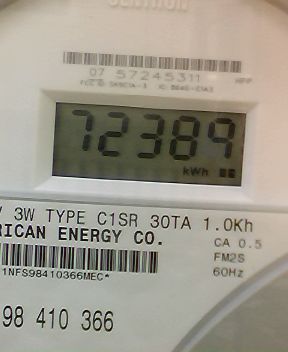 CENTRON
07 57245311
72389
kWh
V 3W TYPE C1SR 30TA 1.0Kh
RICAN ENERGY CO.
CA 0.5
FM2S
60Hz
1NFS98410366MEC*
98 410 366